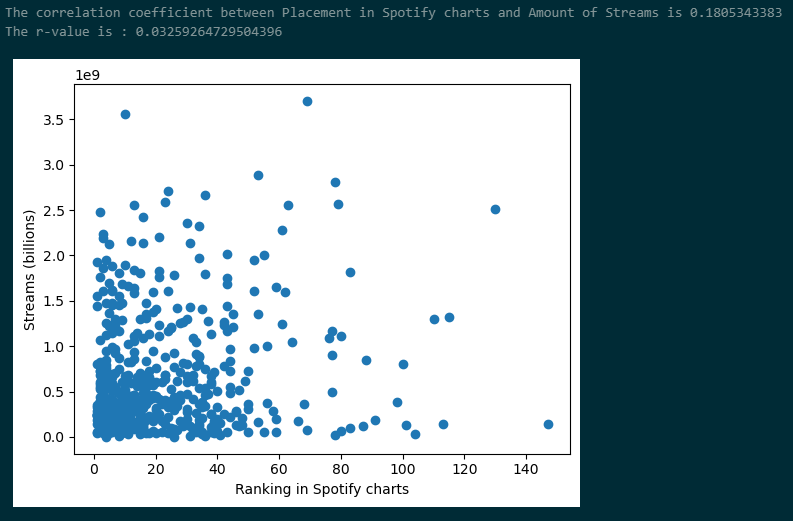 The correlation coefficient between Placement in Spotify charts and Amount of Streams is 0.1805343383
The r-value is : 0.03259264729504396
1e9
3.5
3.0
2.5
2.0
1.5
1.0
0.5
0.0
Streams (billions)
0 20 40 60 80 100 120 140
Ranking in Spotify charts